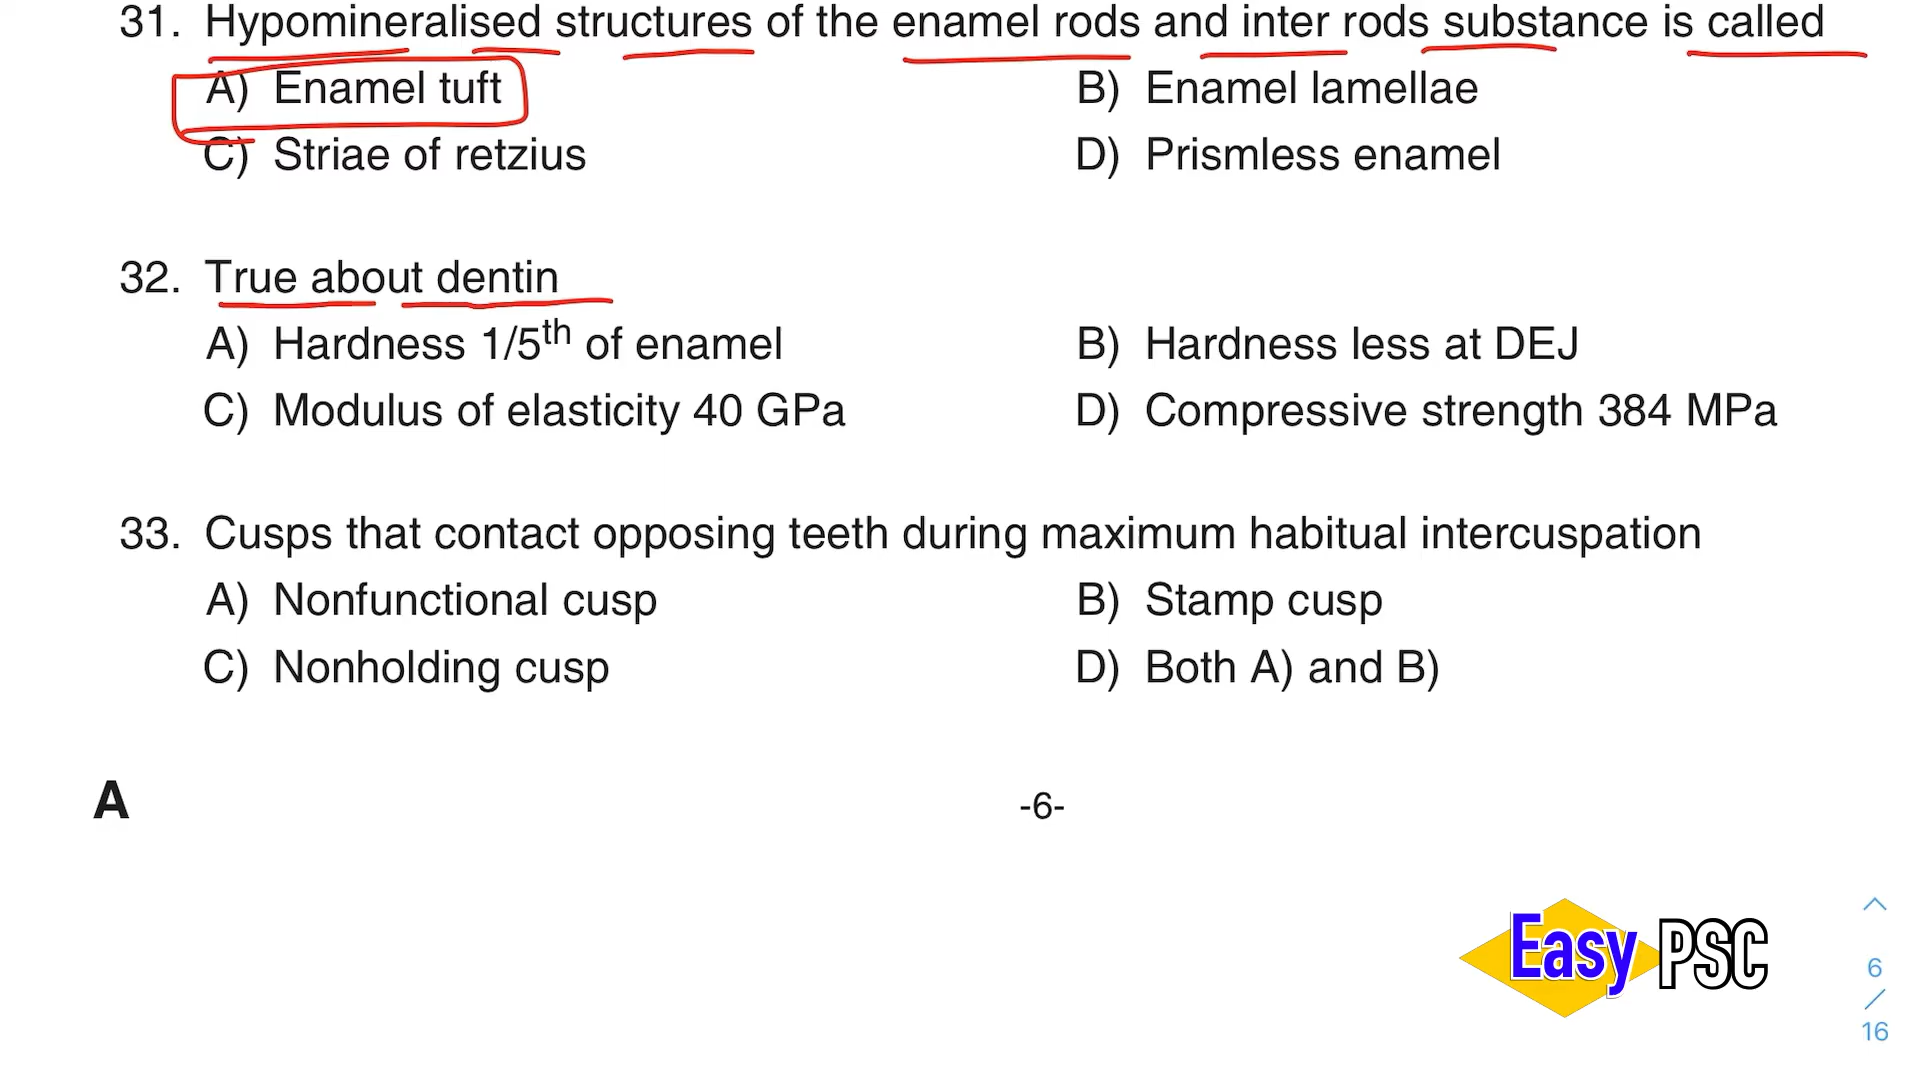 31. Hypomineralised structures of the enamel rods and inter rods substance is called
A) Enamel tuft B) Enamel lamellae
C) Striae of retzius D) Prismless enamel
32. True about dentin
A) Hardness 1/5th of enamel B) Hardness less at DEJ
C) Modulus of elasticity 40 GPa D) Compressive strength 384 MPa
33. Cusps that contact opposing teeth during maximum habitual intercuspation
A) Nonfunctional cusp B) Stamp cusp
C) Nonholding cusp D) Both A) and B)
A -6-
Easy PSC
6
/
16